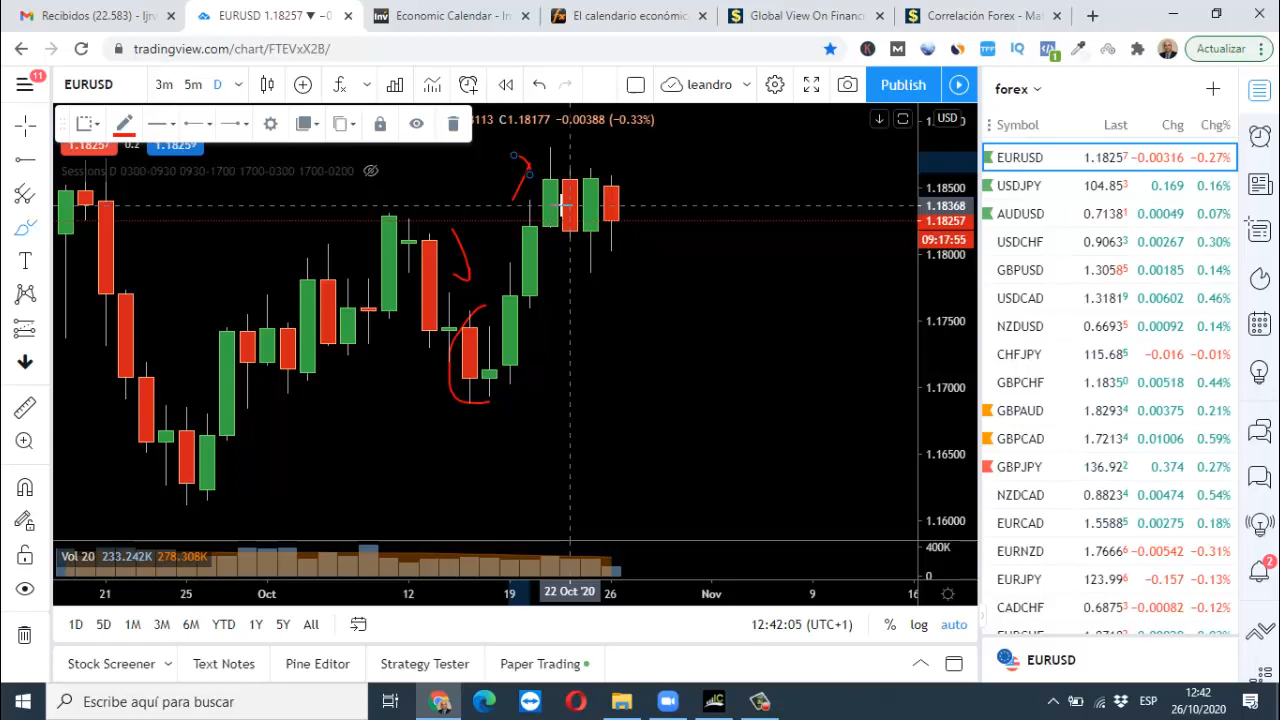 Recibidos (22.583) - ljrv
EURUSD 1.18257 ▼ −0
Economic Calendar - In
El calendario económic
Global View On Financ
Correlación Forex - Ma
tradingview.com/chart/FTEVxX2B/
Actualizar
11
EURUSD
3m 5m D
leandro
Publish
forex
3113 C1.18177 −0.00388 (−0.33%)
USD
1.18257 0.2 1.18259
Sessions D 0300-0930 0930-1700 1700-0300 1700-0200
1.18500
1.18368
1.18257
09:17:55
1.18000
1.17500
1.17000
1.16500
1.16000
Vol 20 233.242K 278.308K
400K
0
21 25 Oct 12 19 22 Oct '20 26 Nov 9 16
1D 5D 1M 3M 6M YTD 1Y 5Y All
12:42:05 (UTC+1)
% log auto
Stock Screener Text Notes Pine Editor Strategy Tester Paper Trading
Symbol Last Chg Chg%
EURUSD 1.18257 −0.00316 −0.27%
USDJPY 104.853 0.169 0.16%
AUDUSD 0.71381 0.00049 0.07%
USDCHF 0.90633 0.00267 0.30%
GBPUSD 1.30585 0.00185 0.14%
USDCAD 1.31819 0.00602 0.46%
NZDUSD 0.66935 0.00092 0.14%
CHFJPY 115.685 −0.016 −0.01%
GBPCHF 1.18350 0.00518 0.44%
GBPAUD 1.82934 0.00375 0.21%
GBPCAD 1.72134 0.01006 0.59%
GBPJPY 136.922 0.374 0.27%
NZDCAD 0.88234 0.00474 0.54%
EURCAD 1.55885 0.00275 0.18%
EURNZD 1.76666 −0.00542 −0.31%
EURJPY 123.996 −0.157 −0.13%
CADCHF 0.68753 −0.00082 −0.12%
EURUSD
2
Escribe aquí para buscar
ESP
12:42
26/10/2020